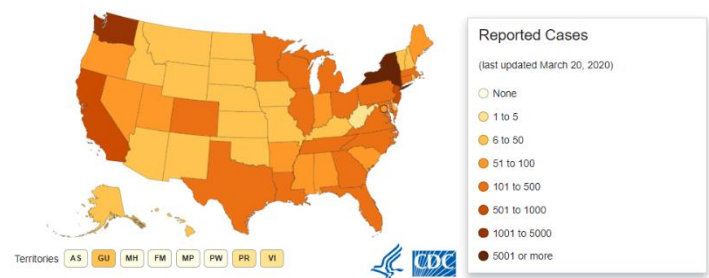 Reported Cases
(last updated March 20, 2020)
None
1 to 5
6 to 50
51 to 100
101 to 500
501 to 1000
1001 to 5000
5001 or more
Territories AS GU MH FM MP PW PR VI
CDC